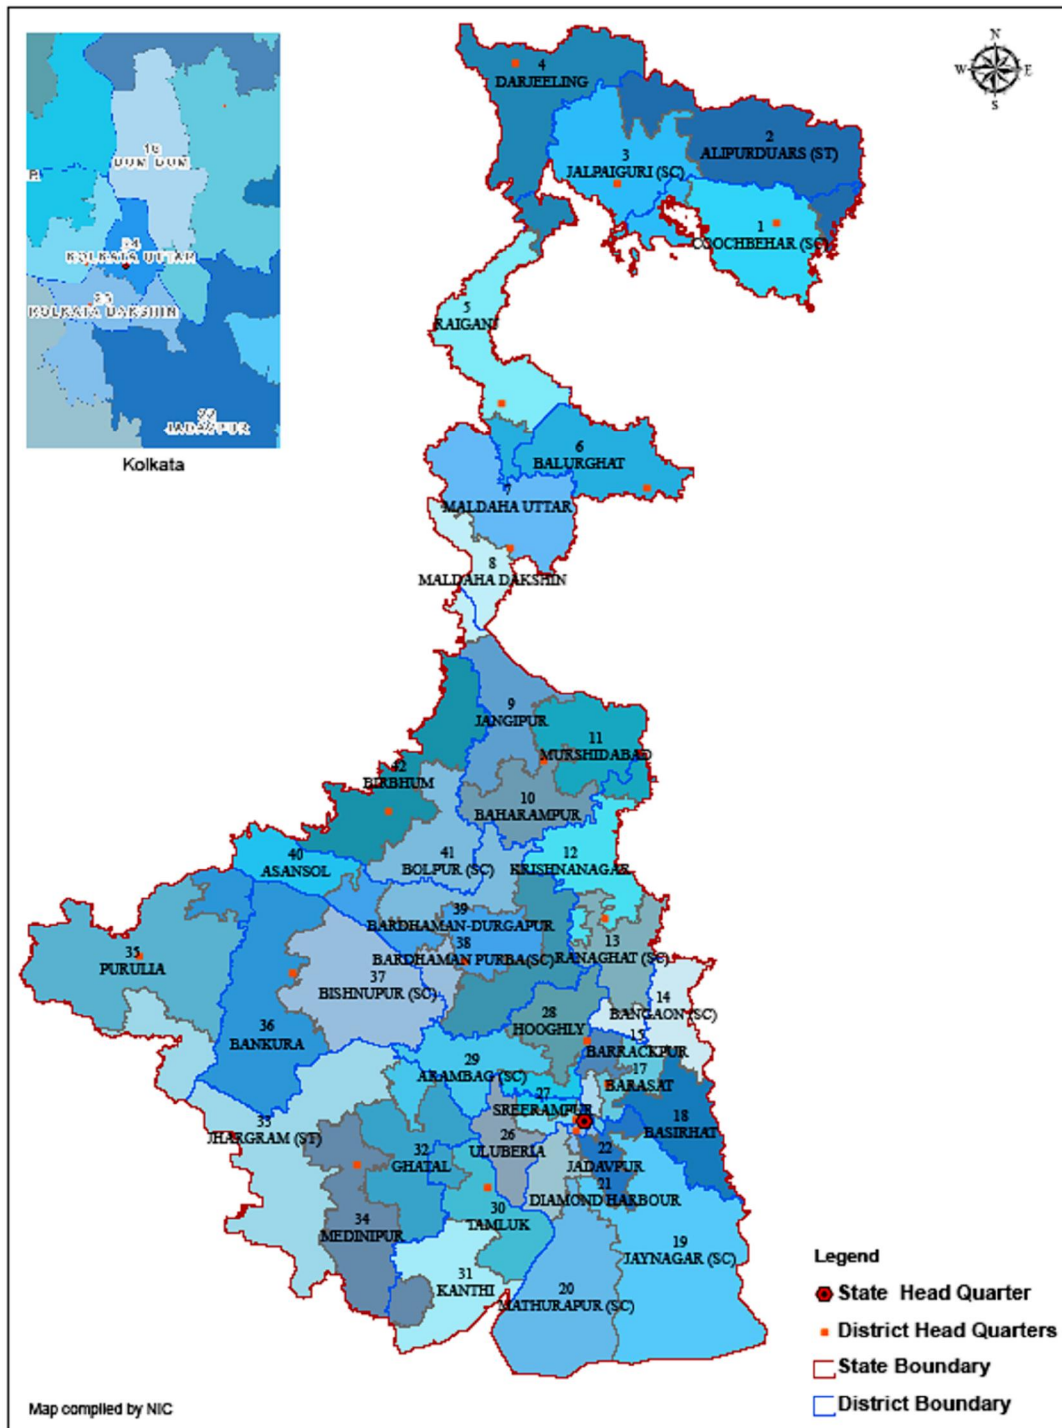 4
DARJEELING
N
W E
S
2
ALIPURDUARS (ST)
3
JALPAIGURI (SC)
1
COOCHBEHAR (SC)
16
DUM DUM
P.
24
KOLKATA UTTAR
23
KOLKATA DAKSHIN
22
JADAVPUR
Kolkata
5
RAIGANJ
6
BALURGHAT
7
MALDAHA UTTAR
8
MALDAHA DAKSHIN
9
JANGIPUR
11
MURSHIDABAD
42
BIRBHUM
10
BAHARAMPUR
40
ASANSOL
41
BOLPUR (SC)
12
KRISHNANAGAR
39
BARDHAMAN-DURGAPUR
38
BARDHAMAN PURBA(SC)
13
RANAGHAT (SC)
35
PURULIA
37
BISHNUPUR (SC)
14
BANGAON (SC)
36
BANKURA
28
HOOGHLY
15
BARRACKPUR
29
ARAMBAG (SC)
17
BARASAT
27
SREERAMPUR
18
BASIRHAT
33
JHARGRAM (ST)
32
GHATAL
26
ULUBERIA
22
JADAVPUR
21
DIAMOND HARBOUR
34
MEDINIPUR
30
TAMLUK
19
JAYNAGAR (SC)
31
KANTHI
20
MATHURAPUR (SC)
Legend
State Head Quarter
District Head Quarters
State Boundary
District Boundary
Map compiled by NIC